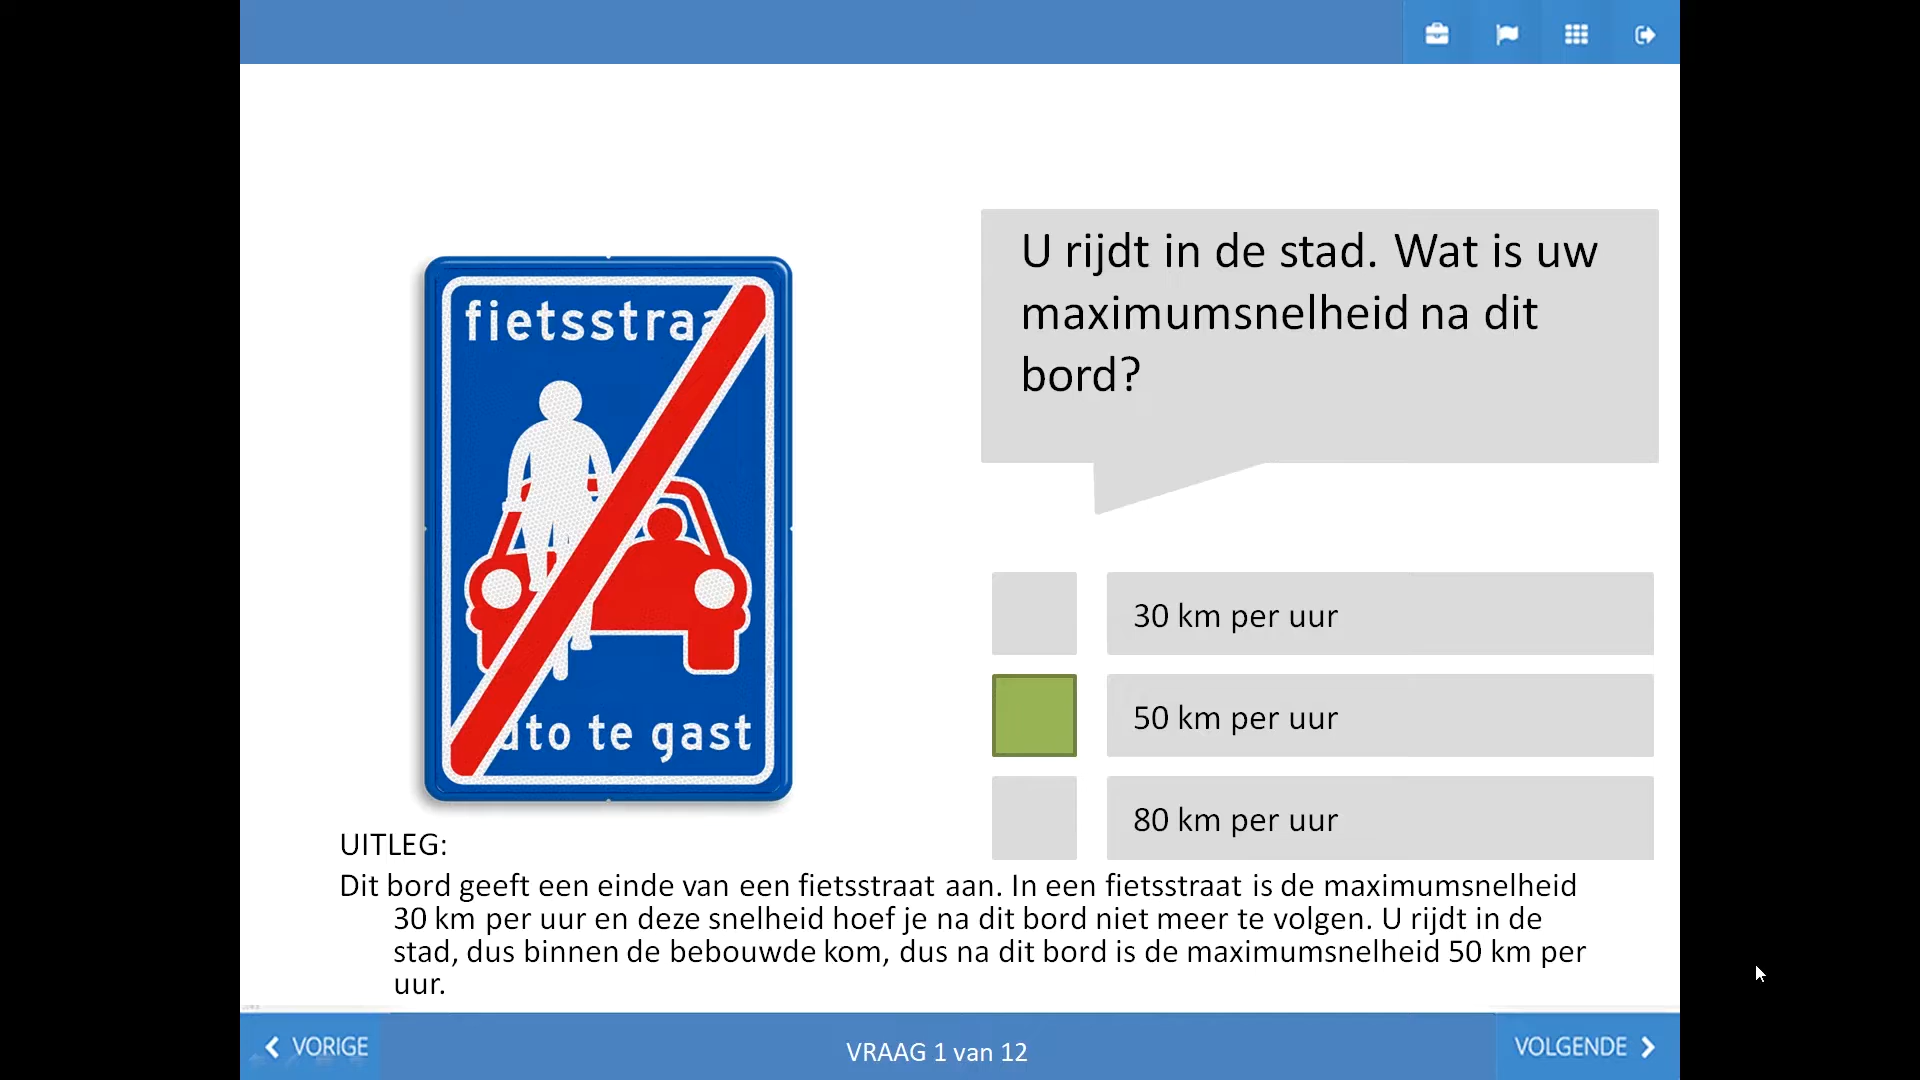 fietsstraa
uto te gast
U rijdt in de stad. Wat is uw
maximumsnelheid na dit
bord?
30 km per uur
50 km per uur
80 km per uur
UITLEG:
Dit bord geeft een einde van een fietsstraat aan. In een fietsstraat is de maximumsnelheid
30 km per uur en deze snelheid hoef je na dit bord niet meer te volgen. U rijdt in de
stad, dus binnen de bebouwde kom, dus na dit bord is de maximumsnelheid 50 km per
uur.
VORIGE
VRAAG 1 van 12
VOLGENDE